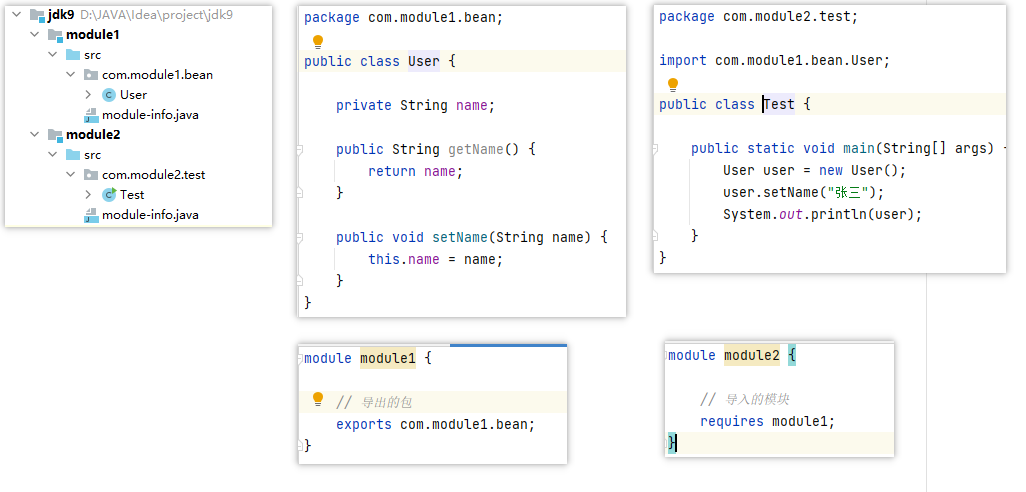 jdk9 D:\JAVA\Idea\project\jdk9
module1
src
com.module1.bean
User
module-info.java
module2
src
com.module2.test
Test
module-info.java
package com.module1.bean;
public class User {
private String name;
public String getName() {
return name;
}
public void setName(String name) {
this.name = name;
}
}
package com.module2.test;
import com.module1.bean.User;
public class Test {
public static void main(String[] args) {
User user = new User();
user.setName("张三");
System.out.println(user);
}
}
module module1 {
// 导出的包
exports com.module1.bean;
}
module module2 {
// 导入的模块
requires module1;
}